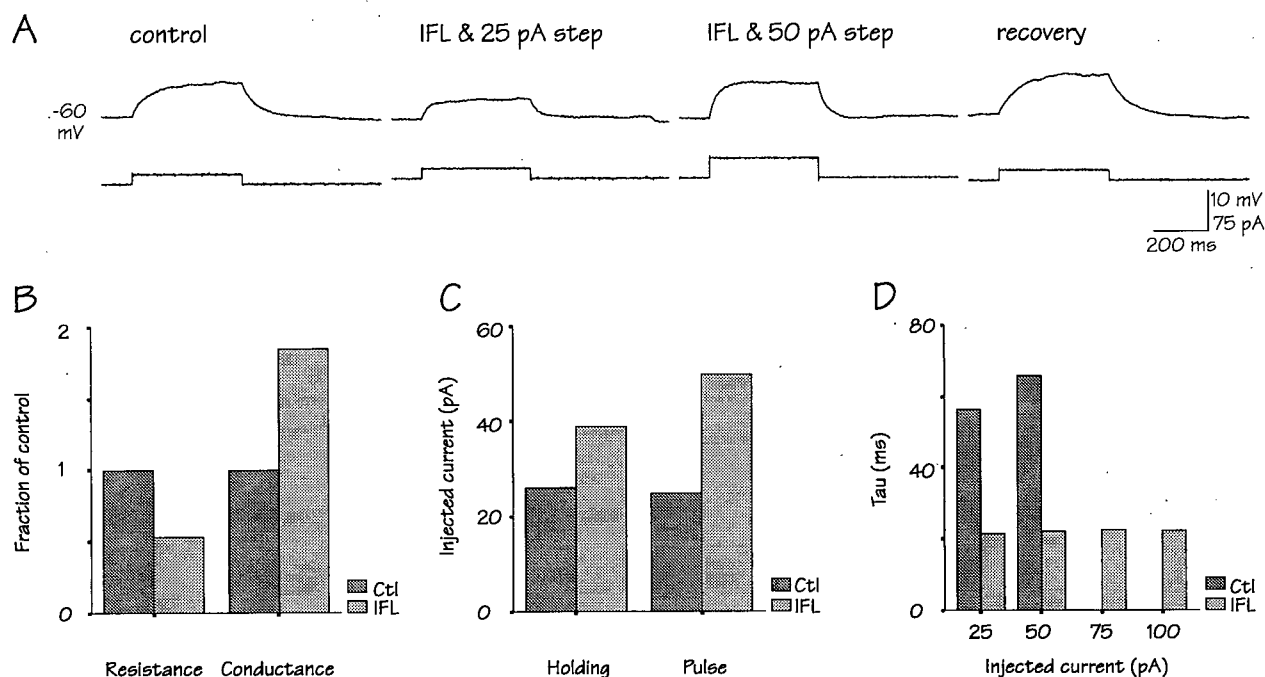 A
control
IFL & 25 pA step
IFL & 50 pA step
recovery
-60
mV
10 mV
75 pA
200 ms
B
2
1
0
Fraction of control
Resistance
Conductance
Ctl
IFL
C
60
40
20
0
Injected current (pA)
Holding
Pulse
Ctl
IFL
D
80
40
0
Tau (ms)
25
50
75
100
Injected current (pA)
Ctl
IFL